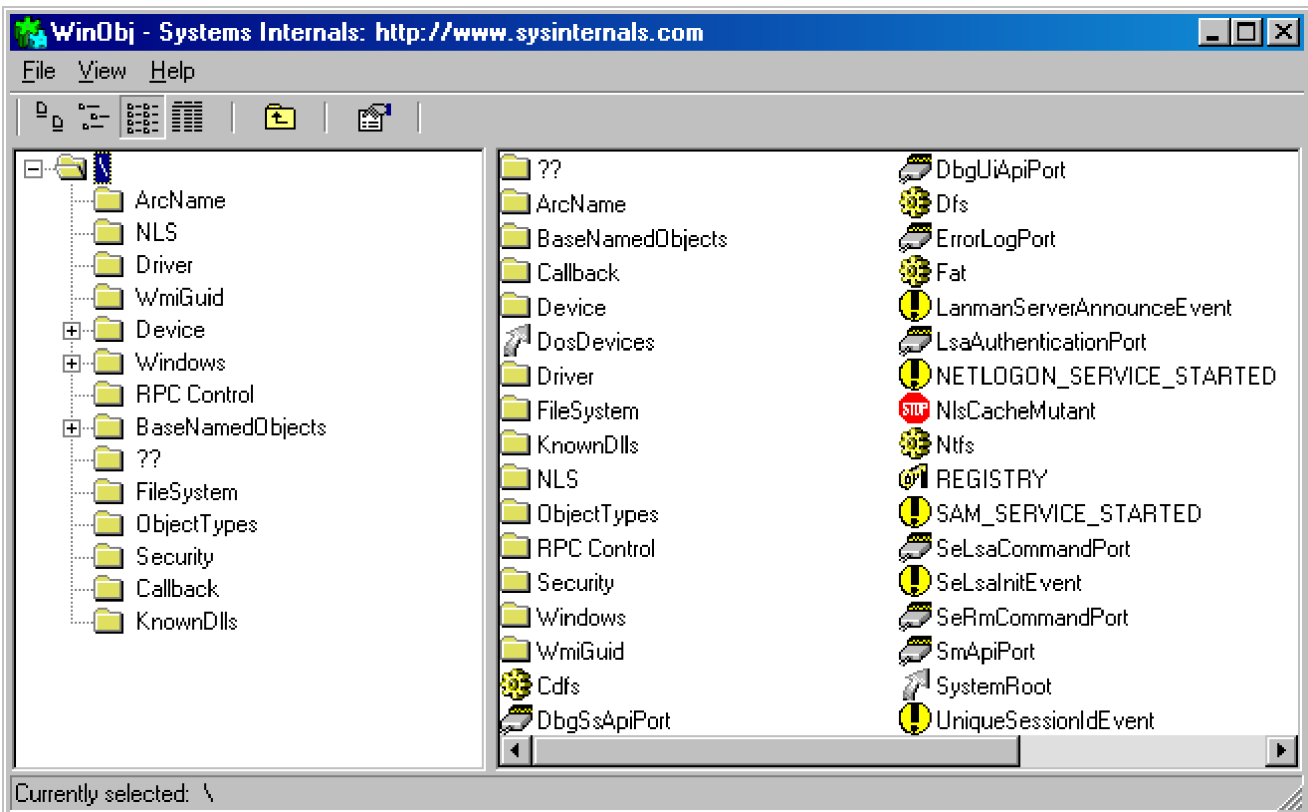 WinObj - Systems Internals: http://www.sysinternals.com
File View Help
\
ArcName
NLS
Driver
WmiGuid
Device
Windows
RPC Control
BaseNamedObjects
??
FileSystem
ObjectTypes
Security
Callback
KnownDlls
??
ArcName
BaseNamedObjects
Callback
Device
DosDevices
Driver
FileSystem
KnownDlls
NLS
ObjectTypes
RPC Control
Security
Windows
WmiGuid
Cdfs
DbgSsApiPort
DbgUiApiPort
Dfs
ErrorLogPort
Fat
LanmanServerAnnounceEvent
LsaAuthenticationPort
NETLOGON_SERVICE_STARTED
STOP NlsCacheMutant
Ntfs
REGISTRY
SAM_SERVICE_STARTED
SeLsaCommandPort
SeLsaInitEvent
SeRmCommandPort
SmApiPort
SystemRoot
UniqueSessionIdEvent
Currently selected: \